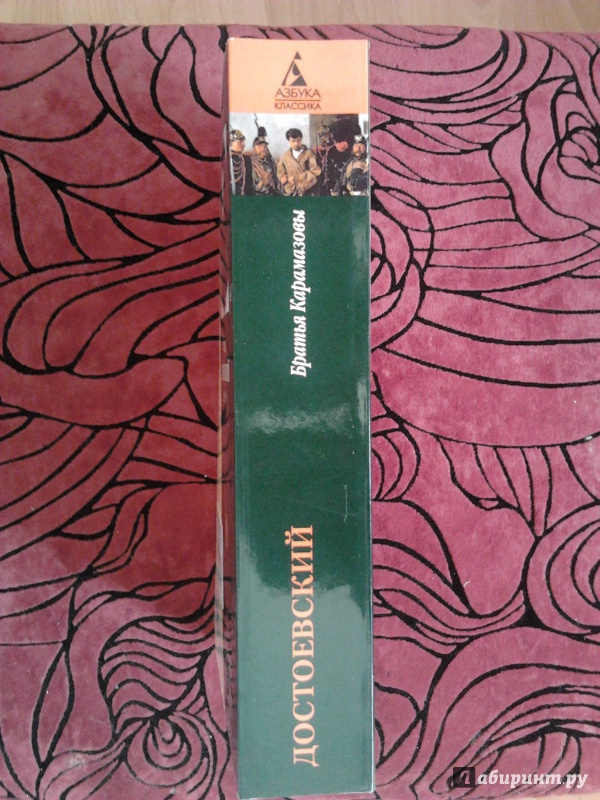 АЗБУКА
КЛАССИКА
Братья Карамазовы
ДОСТОЕВСКИЙ
Лабиринт.ру